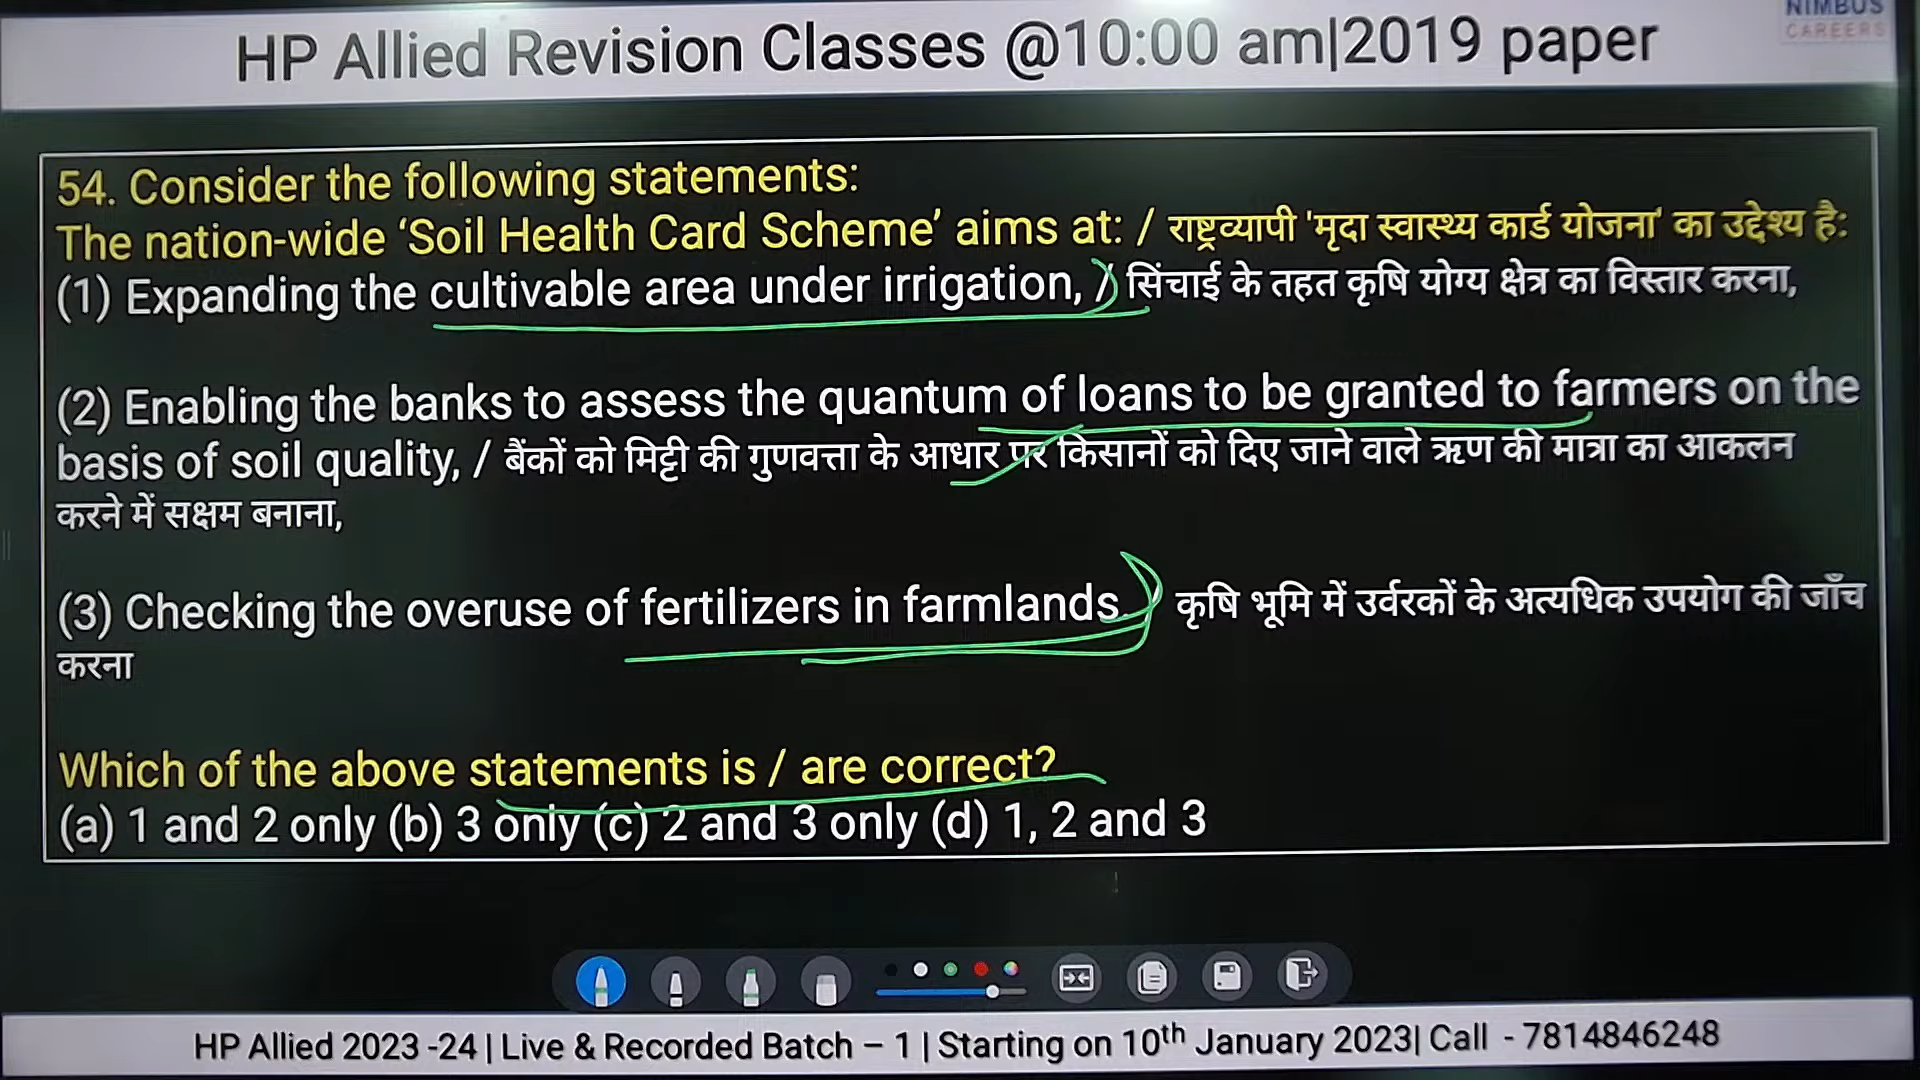 NIMBUS
CAREERS
HP Allied Revision Classes @10:00 am|2019 paper
54. Consider the following statements:
The nation-wide ‘Soil Health Card Scheme’ aims at: / राष्ट्रव्यापी 'मृदा स्वास्थ्य कार्ड योजना' का उद्देश्य है:
(1) Expanding the cultivable area under irrigation, / सिंचाई के तहत कृषि योग्य क्षेत्र का विस्तार करना,
(2) Enabling the banks to assess the quantum of loans to be granted to farmers on the
basis of soil quality, / बैंकों को मिट्टी की गुणवत्ता के आधार पर किसानों को दिए जाने वाले ऋण की मात्रा का आकलन
करने में सक्षम बनाना,
(3) Checking the overuse of fertilizers in farmlands. / कृषि भूमि में उर्वरकों के अत्यधिक उपयोग की जाँच
करना
Which of the above statements is / are correct?
(a) 1 and 2 only (b) 3 only (c) 2 and 3 only (d) 1, 2 and 3
HP Allied 2023 -24 | Live & Recorded Batch – 1 | Starting on 10th January 2023| Call - 7814846248